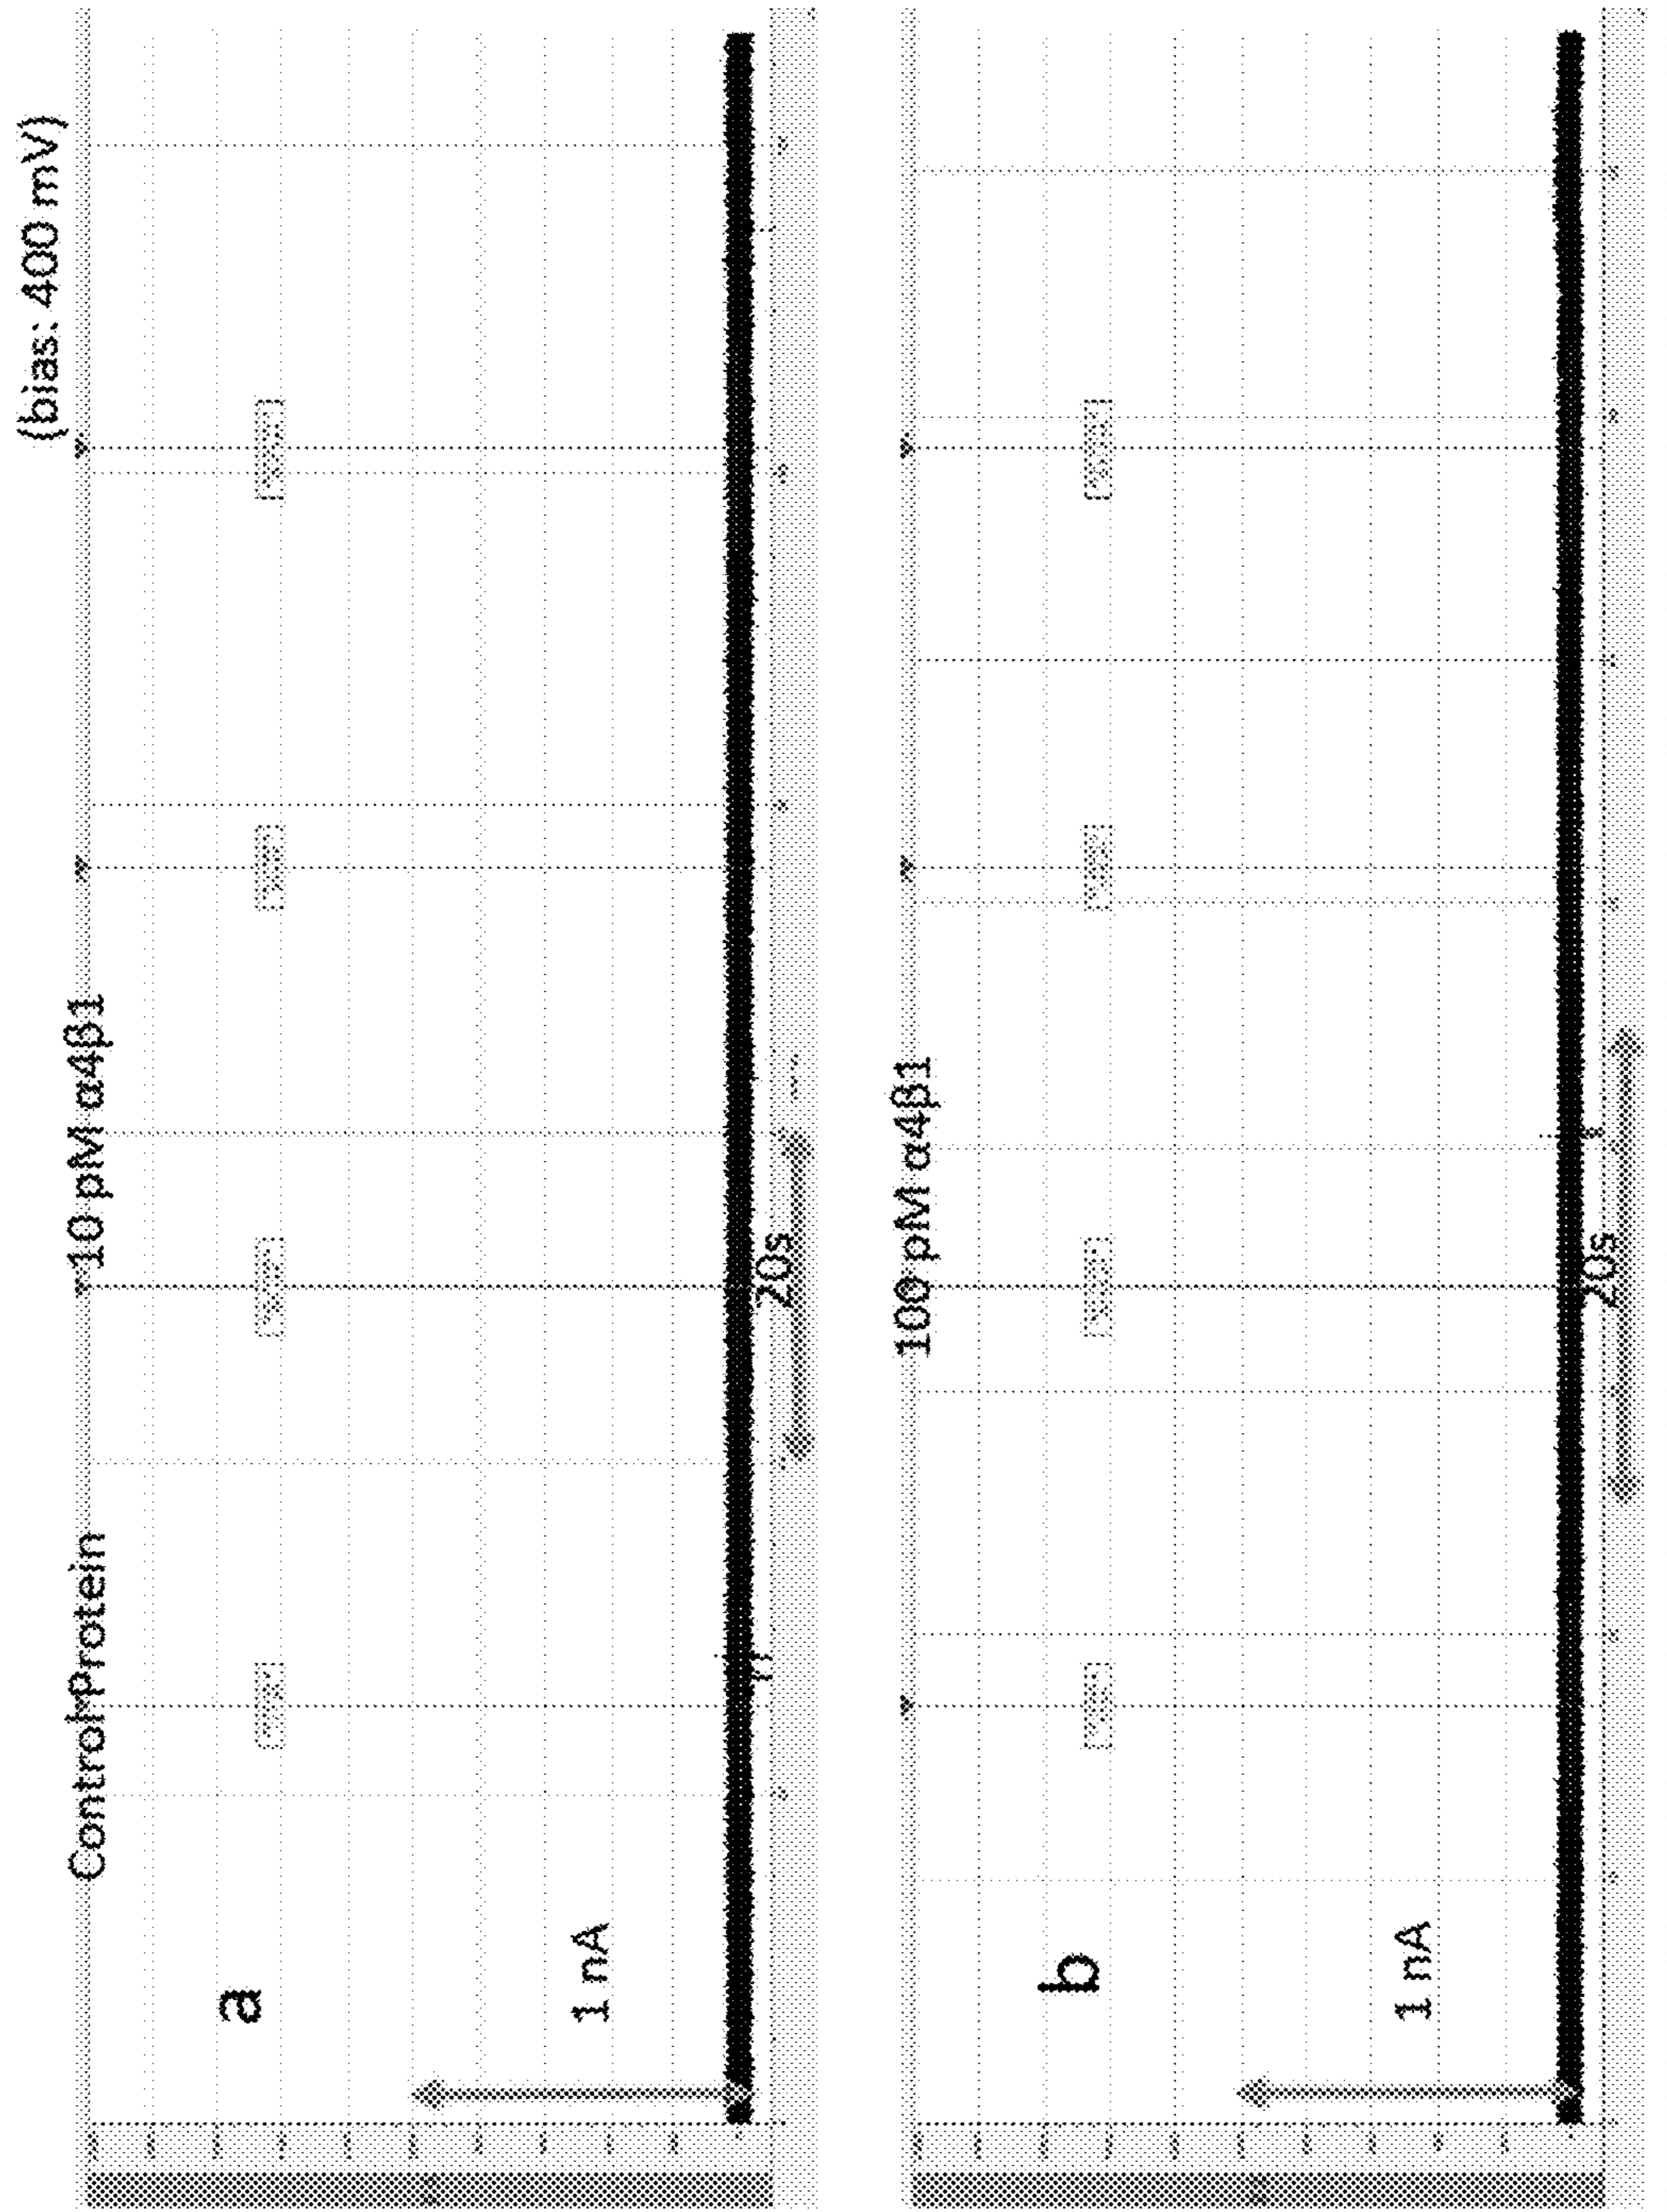 (bias: 400 mV)
Control Protein
10 pM α4β1
a
1 nA
20s
100 pM α4β1
b
1 nA
20s